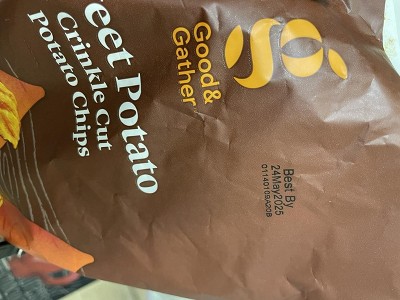 Good&
Gather
eet Potato
Crinkle Cut
Potato Chips
Best By
24May2025